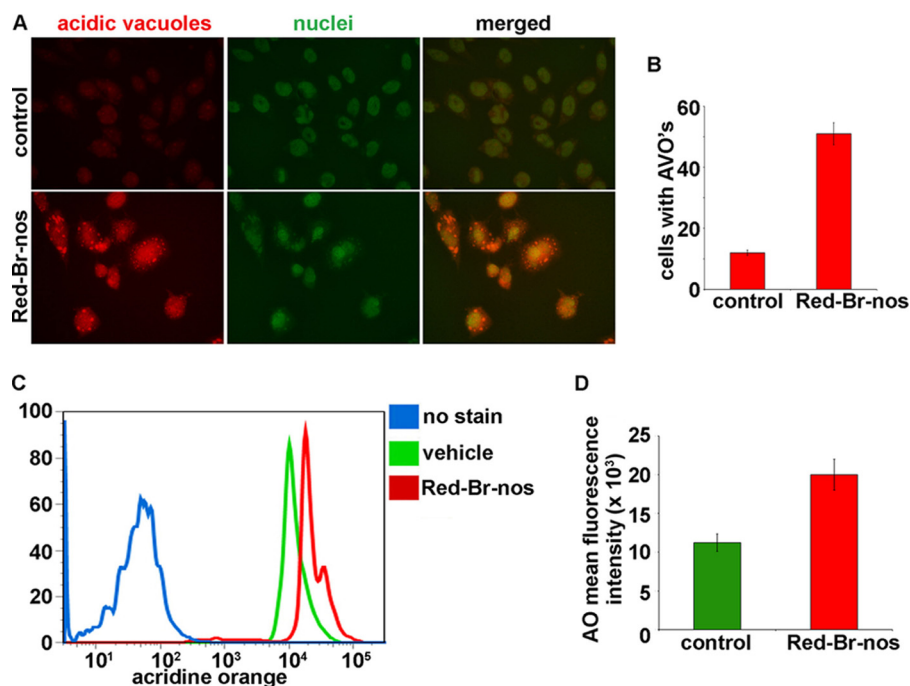 A
acidic vacuoles
nuclei
merged
control
Red-Br-nos
B
cells with AVO's
60
40
20
0
control
Red-Br-nos
C
100
80
60
40
20
0
10¹
10²
10³
10⁴
10⁵
acridine orange
no stain
vehicle
Red-Br-nos
D
AO mean fluorescence
intensity (x 10³)
25
20
15
10
5
0
control
Red-Br-nos